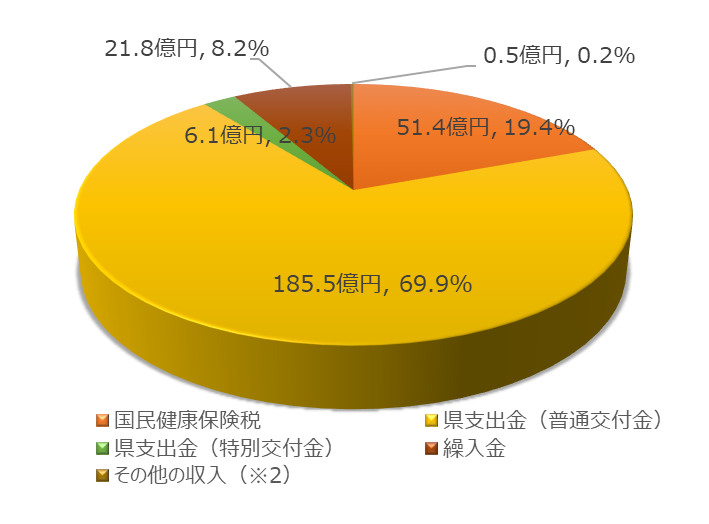 21.8億円, 8.2%
0.5億円, 0.2%
6.1億円, 2.3%
51.4億円, 19.4%
185.5億円, 69.9%
国民健康保険税
県支出金（普通交付金）
県支出金（特別交付金）
繰入金
その他の収入（※2）